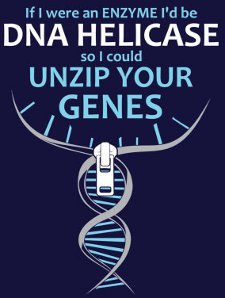 If I were an ENZYME I'd be
DNA HELICASE
so I could
UNZIP YOUR
GENES